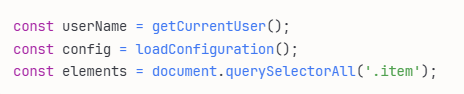 const userName = getCurrentUser();
const config = loadConfiguration();
const elements = document.querySelectorAll('.item');